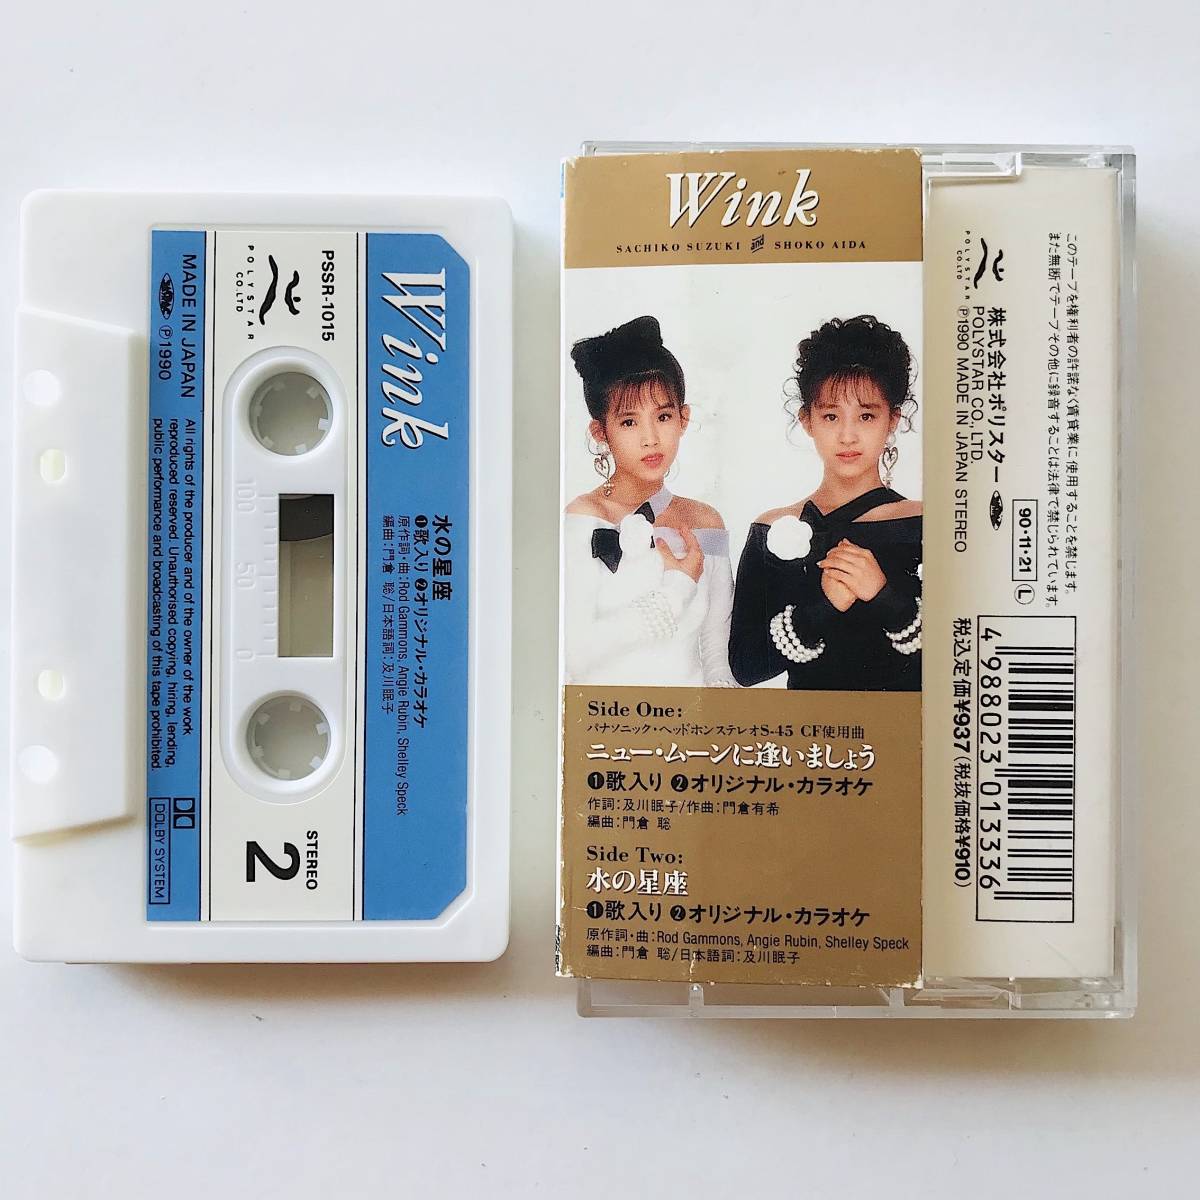 Wink
水の星座
❶歌入り ❷オリジナル・カラオケ
原作詞・曲：Rod Gammons, Angie Rubin, Shelley Speck
編曲：門倉 聡/日本語詞：及川眠子
PSSR-1015
POLYSTAR
CO.LTD
100 50 0
STEREO
2
MADE IN JAPAN
Ⓟ1990
All rights of the producer and of the owner of the work
reproduced reserved. Unauthorised copying, hiring, lending,
public performance and broadcasting of this tape prohibited.
DOLBY SYSTEM
Wink
SACHIKO SUZUKI and SHOKO AIDA
Side One:
パナソニック・ヘッドホンステレオS-45 CF使用曲
ニュー・ムーンに逢いましょう
❶歌入り ❷オリジナル・カラオケ
作詞：及川眠子/作曲：門倉有希
編曲：門倉 聡
Side Two:
水の星座
❶歌入り ❷オリジナル・カラオケ
原作詞・曲：Rod Gammons, Angie Rubin, Shelley Speck
編曲：門倉 聡/日本語詞：及川眠子
このテープを権利者の許諾なく賃貸業に使用することを禁じます。
また無断でテープその他に録音することは法律で禁じられています。
POLYSTAR
CO.LTD
株式会社ポリスター
POLYSTAR CO., LTD.
Ⓟ1990 MADE IN JAPAN STEREO
90・11・21 Ⓛ
4 988023 013336
税込定価¥937(税抜価格¥910)